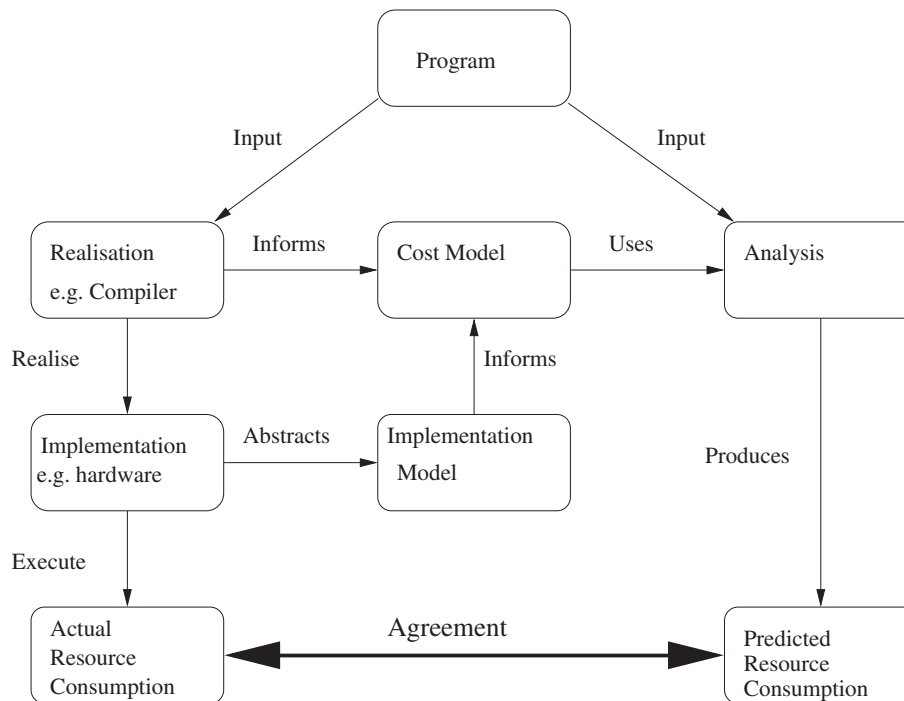 Program
Input
Input
Realisation
e.g. Compiler
Informs
Cost Model
Uses
Analysis
Realise
Informs
Implementation
e.g. hardware
Abstracts
Implementation
Model
Produces
Execute
Actual
Resource
Consumption
Agreement
Predicted
Resource
Consumption